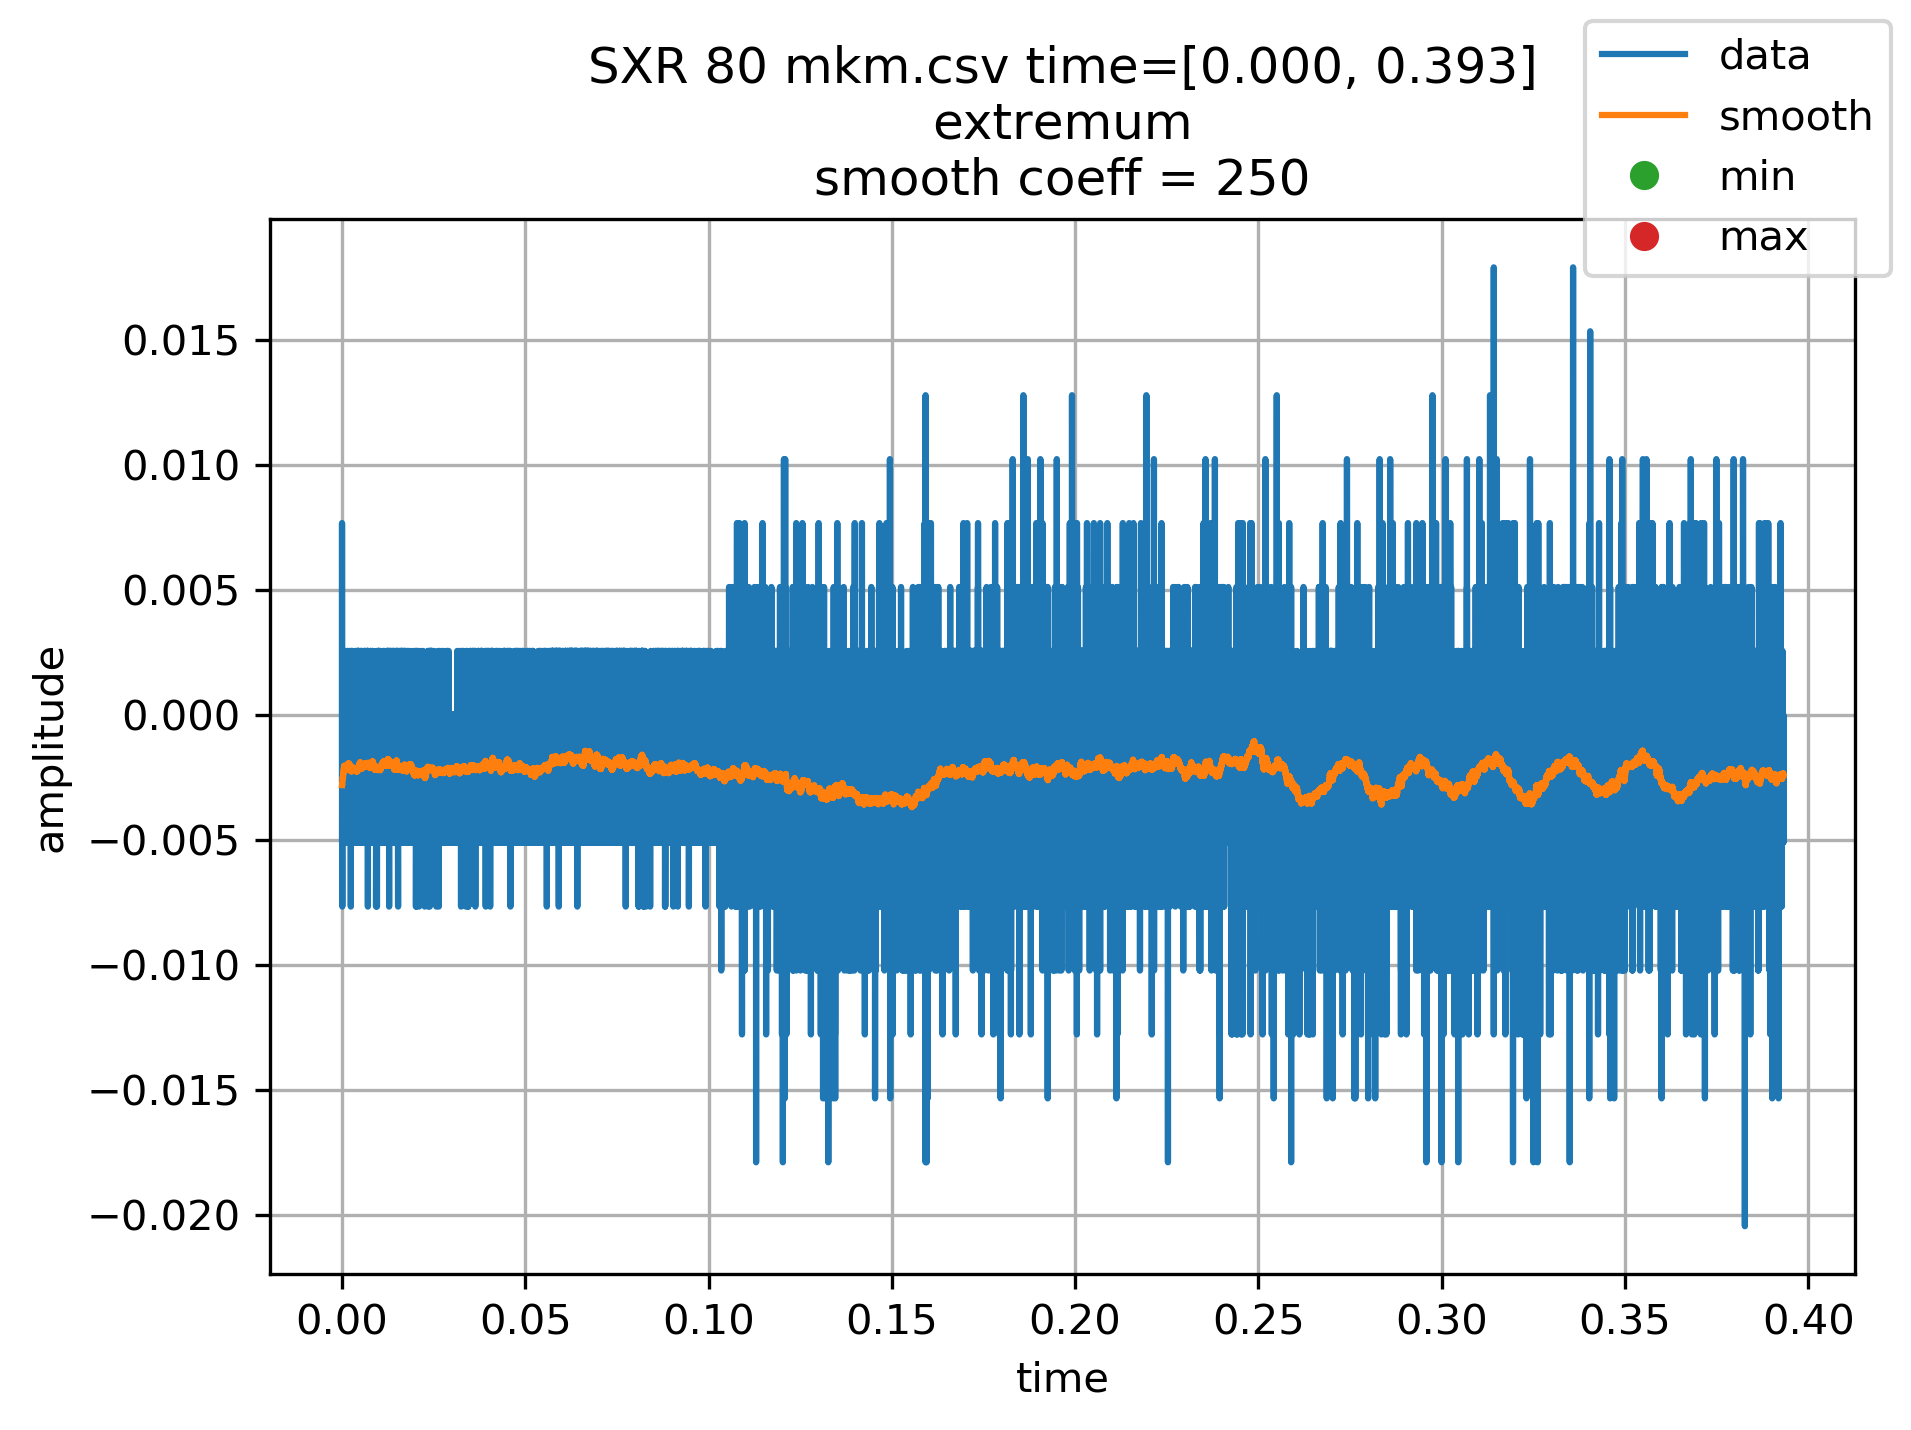 SXR 80 mkm.csv time=[0.000, 0.393]
extremum
smooth coeff = 250
data
smooth
min
max
0.015
0.010
0.005
0.000
−0.005
−0.010
−0.015
−0.020
amplitude
0.00 0.05 0.10 0.15 0.20 0.25 0.30 0.35 0.40
time